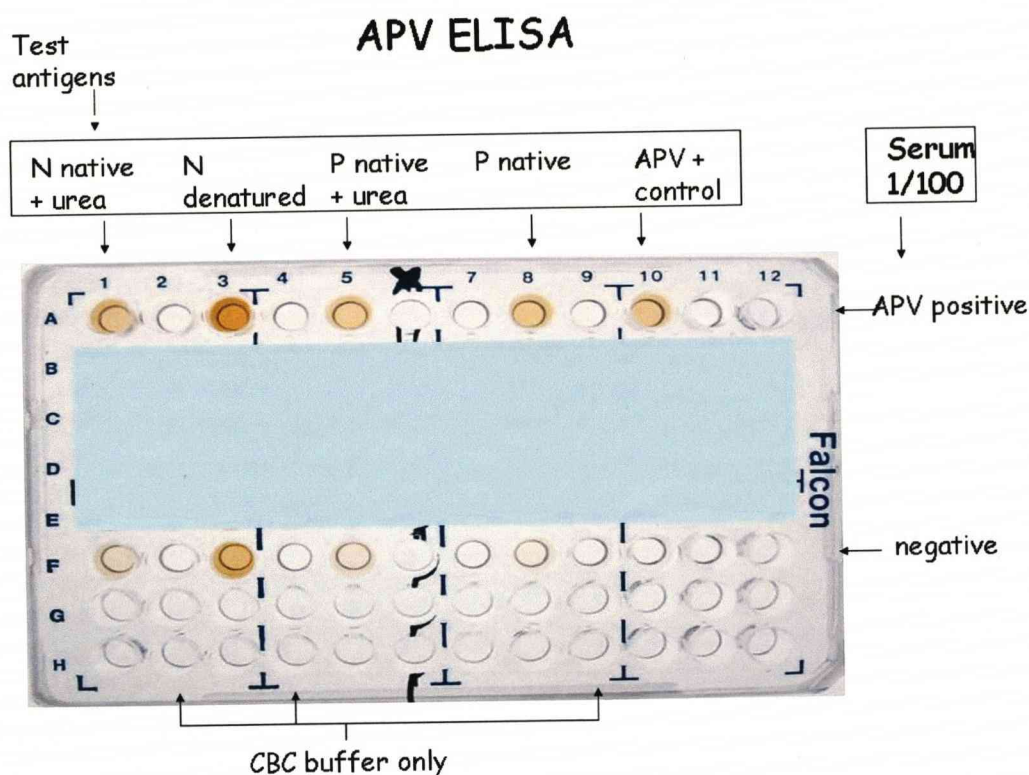 APV ELISA
Test
antigens
N native
+ urea
N
denatured
P native
+ urea
P native
APV +
control
Serum
1/100
1 2 3 4 5 7 8 9 10 11 12
A
APV positive
B
C
D
E
Falcon
F
negative
G
H
CBC buffer only